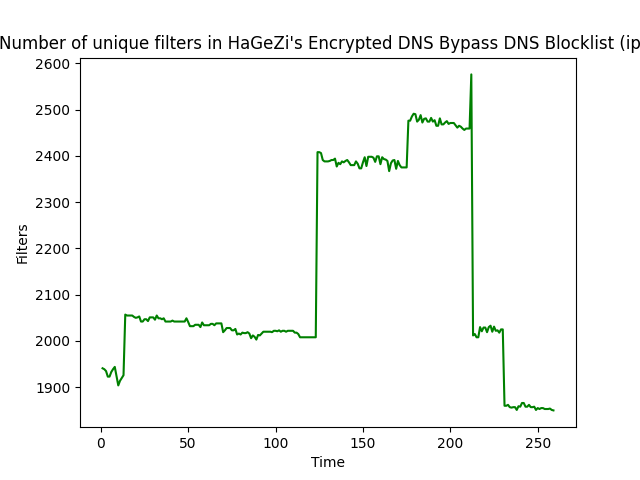 Number of unique filters in HaGeZi's Encrypted DNS Bypass DNS Blocklist (ip
2600
2500
2400
2300
2200
2100
2000
1900
Filters
0 50 100 150 200 250
Time